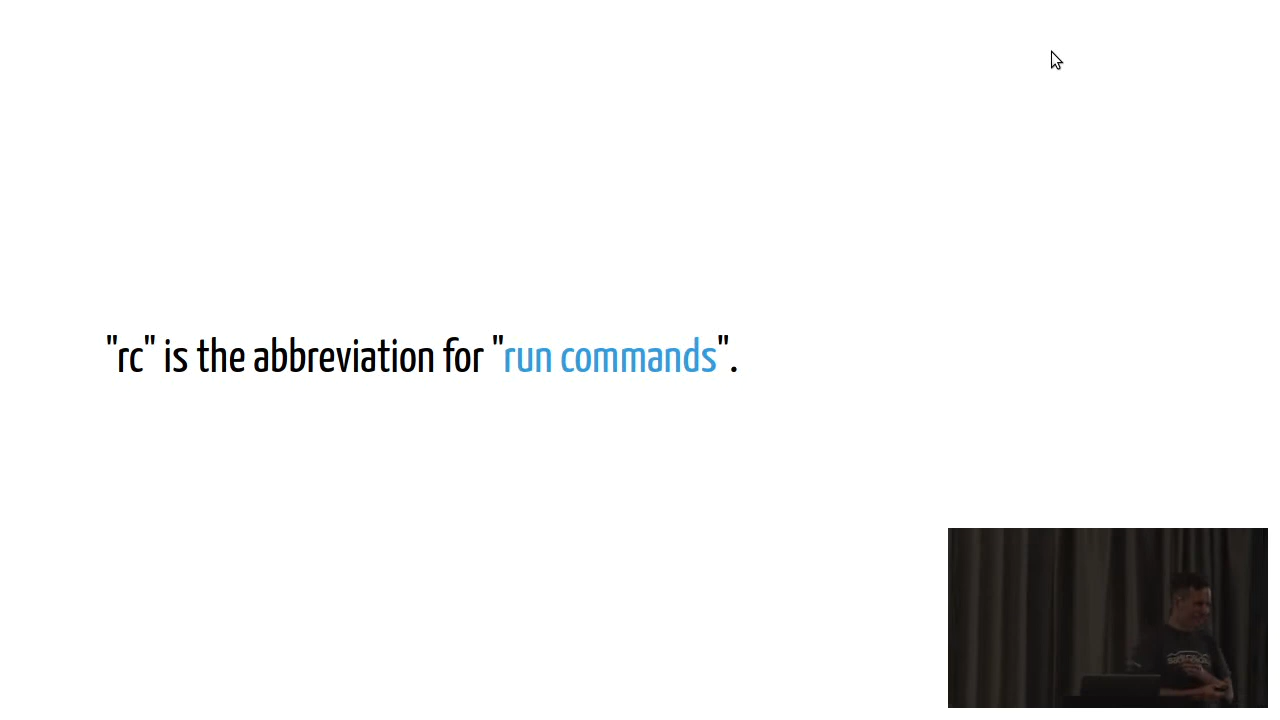 "rc" is the abbreviation for "run commands".